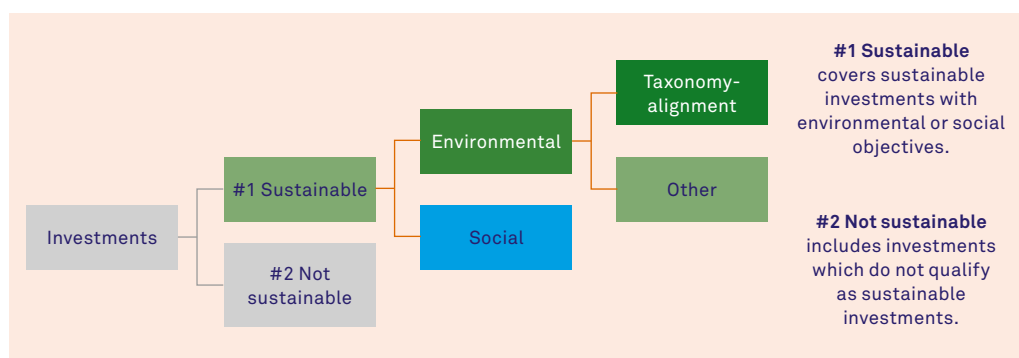 Investments
#1 Sustainable
#2 Not
sustainable
Environmental
Social
Taxonomy-
alignment
Other
#1 Sustainable
covers sustainable
investments with
environmental or social
objectives.
#2 Not sustainable
includes investments
which do not qualify
as sustainable
investments.